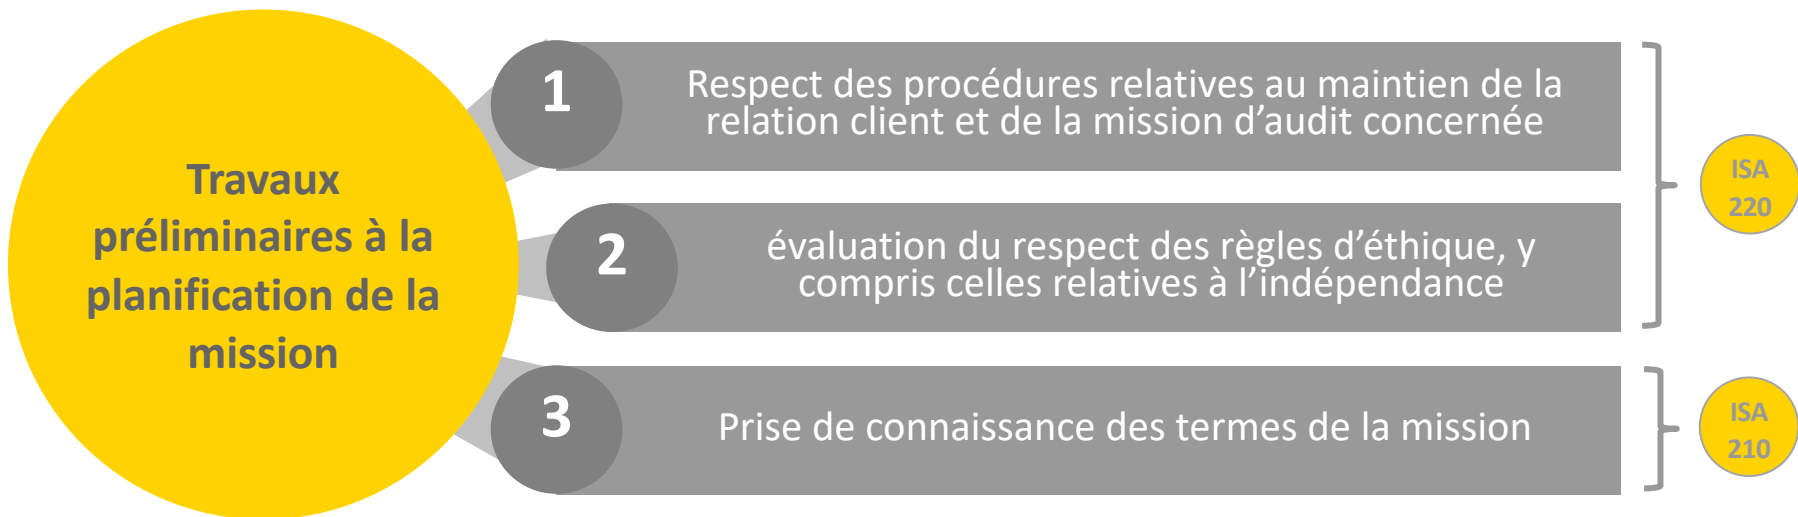 Travaux
préliminaires à la
planification de la
mission
1
Respect des procédures relatives au maintien de la
relation client et de la mission d’audit concernée
2
évaluation du respect des règles d’éthique, y
compris celles relatives à l’indépendance
ISA
220
3
Prise de connaissance des termes de la mission
ISA
210